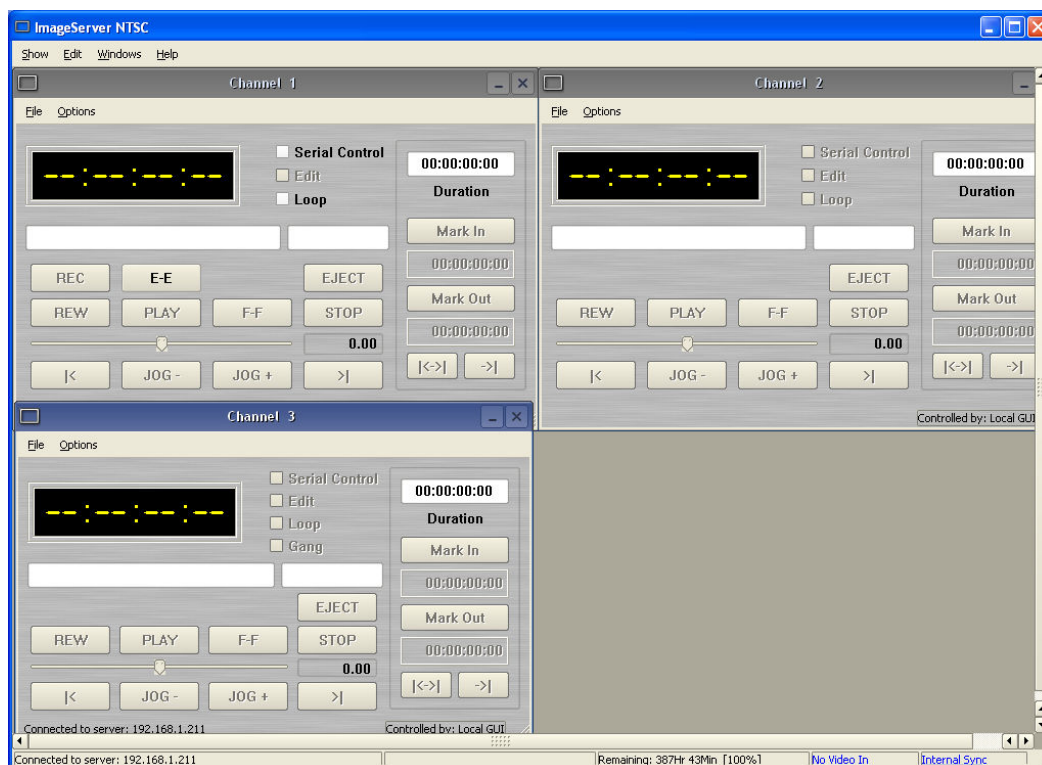 ImageServer NTSC
Show Edit Windows Help
Channel 1
File Options
--:--:--:--
Serial Control
Edit
Loop
00:00:00:00
Duration
Mark In
00:00:00:00
Mark Out
00:00:00:00
|<->| ->|
REC E-E EJECT
REW PLAY F-F STOP
0.00
|< JOG - JOG + >|
Channel 2
File Options
--:--:--:--
Serial Control
Edit
Loop
00:00:00:00
Duration
Mark In
00:00:00:00
Mark Out
00:00:00:00
|<->| ->|
EJECT
REW PLAY F-F STOP
0.00
|< JOG - JOG + >|
Controlled by: Local GUI
Channel 3
File Options
--:--:--:--
Serial Control
Edit
Loop
Gang
00:00:00:00
Duration
Mark In
00:00:00:00
Mark Out
00:00:00:00
|<->| ->|
EJECT
REW PLAY F-F STOP
0.00
|< JOG - JOG + >|
Connected to server: 192.168.1.211 Controlled by: Local GUI
Connected to server: 192.168.1.211 Remaining: 387Hr 43Min [100%] No Video In Internal Sync